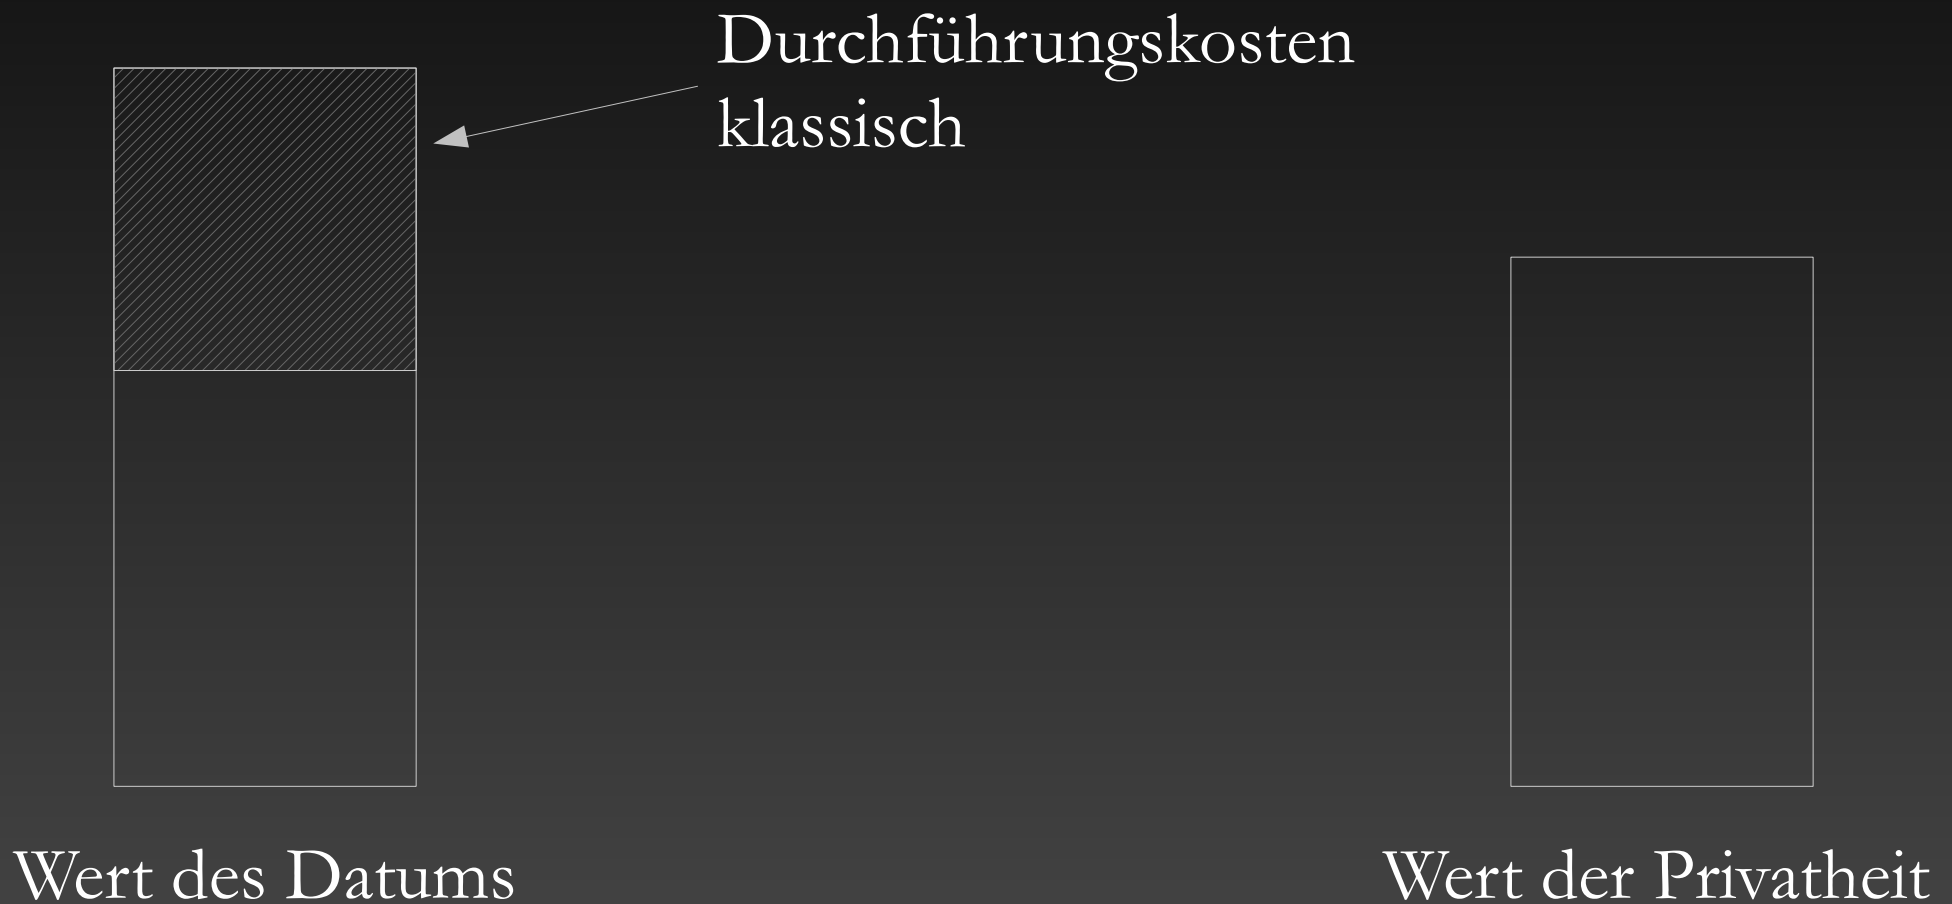 Durchführungskosten
klassisch
Wert des Datums
Wert der Privatheit